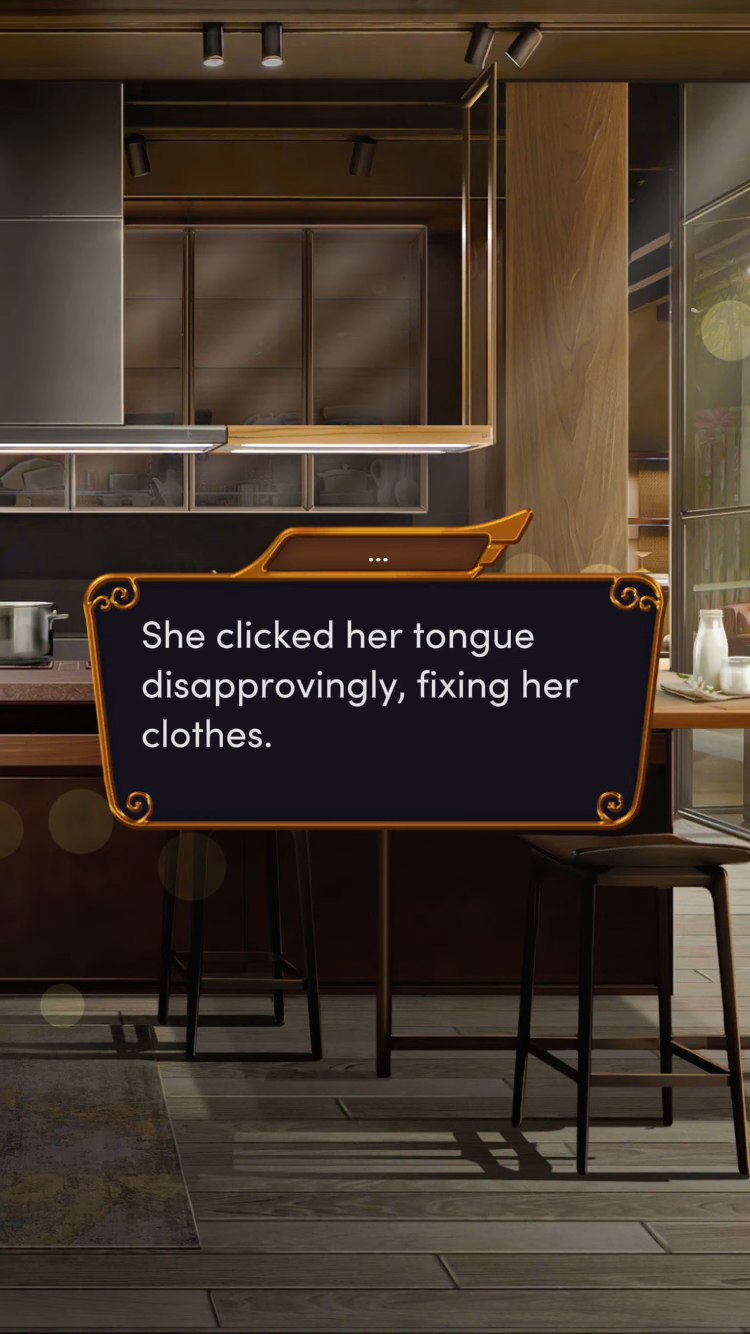 ...
She clicked her tongue
disapprovingly, fixing her
clothes.